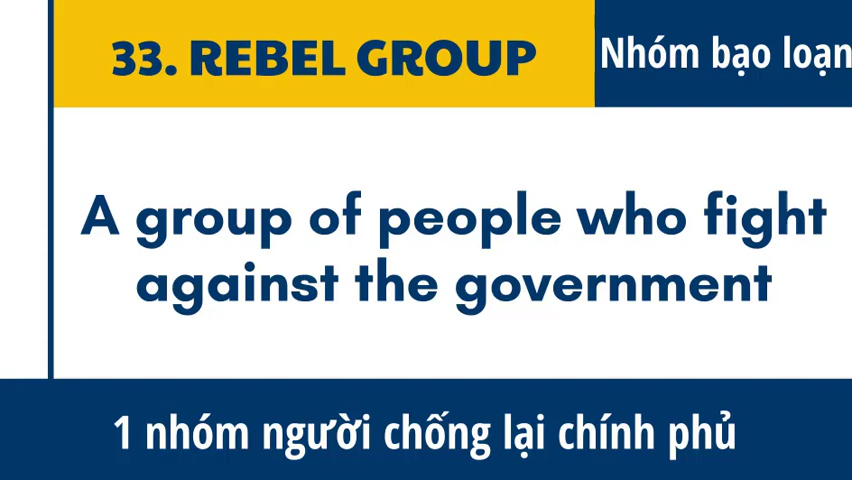 33. REBEL GROUP
Nhóm bạo loạn
A group of people who fight
against the government
1 nhóm người chống lại chính phủ